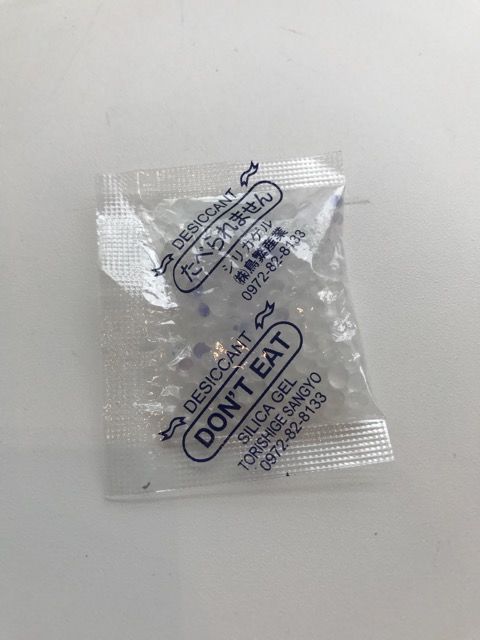 DESICCANT
たべられません
シリカゲル
㈱鳥繁産業
0972-82-8133
DESICCANT
DON'T EAT
SILICA GEL
TORISHIGE SANGYO
0972-82-8133